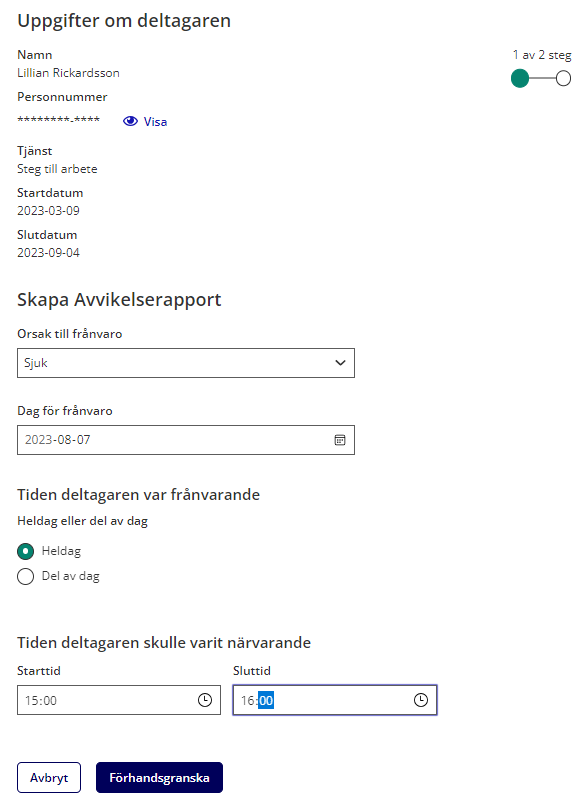 Uppgifter om deltagaren
Namn
Lillian Rickardsson
1 av 2 steg
Personnummer
********-****
Visa
Tjänst
Steg till arbete
Startdatum
2023-03-09
Slutdatum
2023-09-04
Skapa Avvikelserapport
Orsak till frånvaro
Sjuk
Dag för frånvaro
2023-08-07
Tiden deltagaren var frånvarande
Heldag eller del av dag
Heldag
Del av dag
Tiden deltagaren skulle varit närvarande
Starttid
Sluttid
15:00
16:00
Avbryt
Förhandsgranska